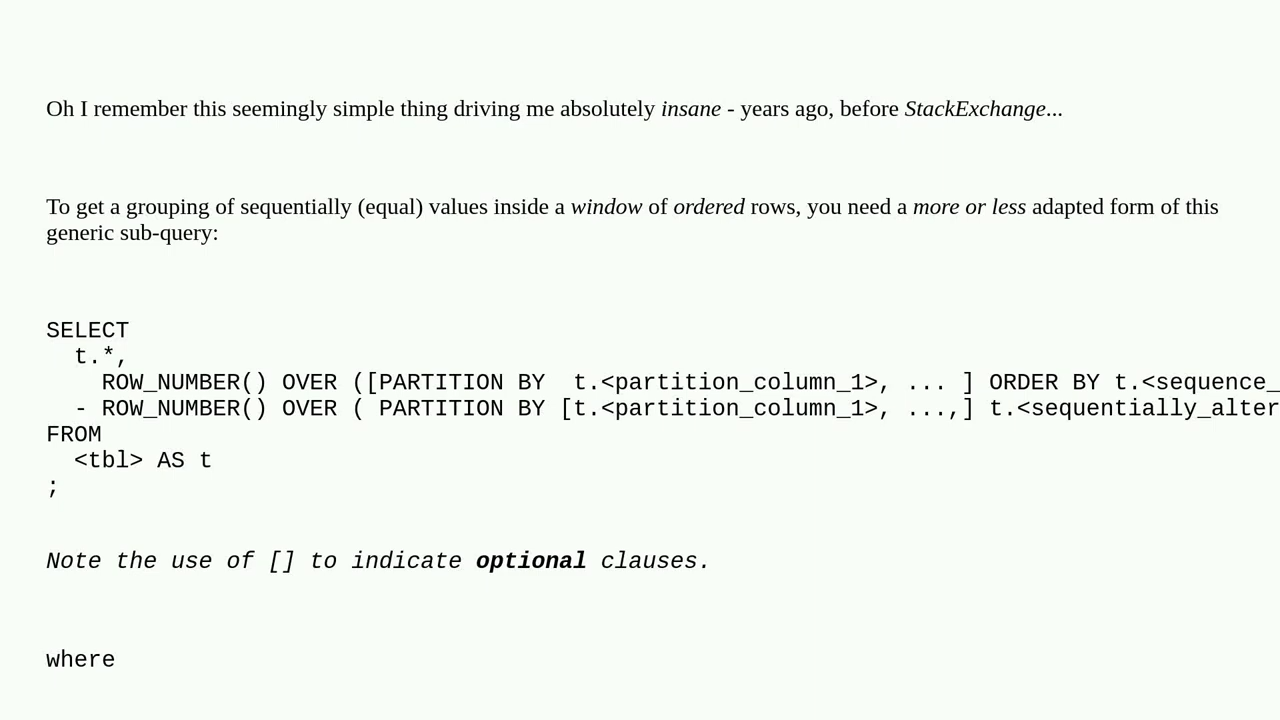 Oh I remember this seemingly simple thing driving me absolutely insane - years ago, before StackExchange...
To get a grouping of sequentially (equal) values inside a window of ordered rows, you need a more or less adapted form of this
generic sub-query:
SELECT
  t.*,
    ROW_NUMBER() OVER ([PARTITION BY  t.<partition_column_1>, ... ] ORDER BY t.<sequence_
  - ROW_NUMBER() OVER ( PARTITION BY [t.<partition_column_1>, ...,] t.<sequentially_alter
FROM
  <tbl> AS t
;
Note the use of [] to indicate optional clauses.
where